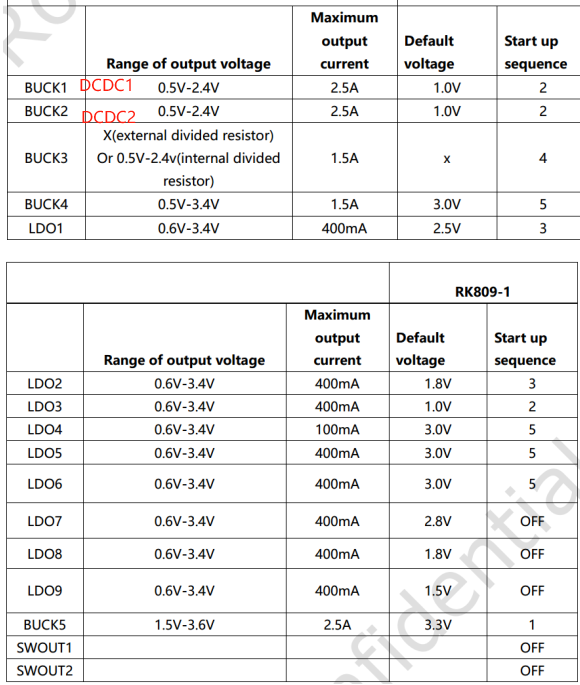 Maximum
output
current
Default
voltage
Start up
sequence
Range of output voltage
BUCK1 DCDC1 0.5V-2.4V 2.5A 1.0V 2
BUCK2 DCDC2 0.5V-2.4V 2.5A 1.0V 2
BUCK3 X(external divided resistor)
Or 0.5V-2.4v(internal divided
resistor) 1.5A x 4
BUCK4 0.5V-3.4V 1.5A 3.0V 5
LDO1 0.6V-3.4V 400mA 2.5V 3
RK809-1
Maximum
output
current
Default
voltage
Start up
sequence
Range of output voltage
LDO2 0.6V-3.4V 400mA 1.8V 3
LDO3 0.6V-3.4V 400mA 1.0V 2
LDO4 0.6V-3.4V 100mA 3.0V 5
LDO5 0.6V-3.4V 400mA 3.0V 5
LDO6 0.6V-3.4V 400mA 3.0V 5
LDO7 0.6V-3.4V 400mA 2.8V OFF
LDO8 0.6V-3.4V 400mA 1.8V OFF
LDO9 0.6V-3.4V 400mA 1.5V OFF
BUCK5 1.5V-3.6V 2.5A 3.3V 1
SWOUT1 OFF
SWOUT2 OFF